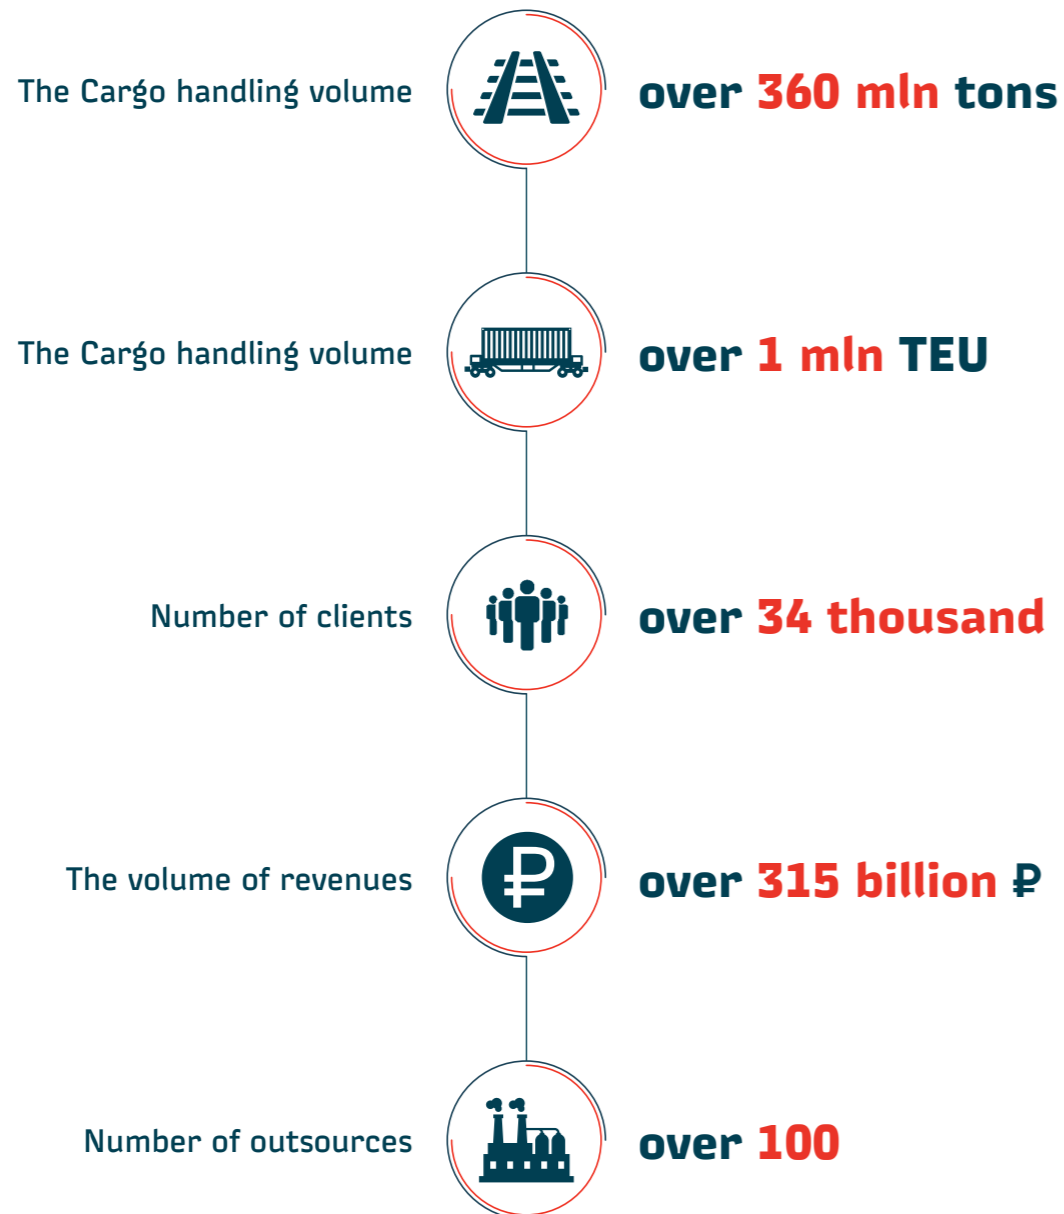 The Cargo handling volume over 360 mln tons
The Cargo handling volume over 1 mln TEU
Number of clients over 34 thousand
The volume of revenues ₽ over 315 billion ₽
Number of outsources over 100